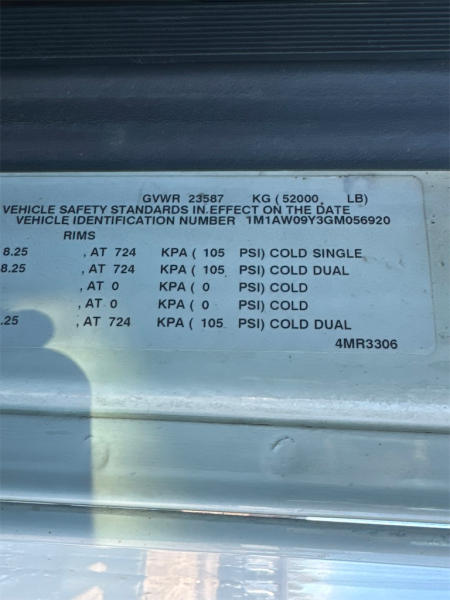 GVWR 23587 KG (52000 LB)
VEHICLE SAFETY STANDARDS IN EFFECT ON THE DATE
VEHICLE IDENTIFICATION NUMBER 1M1AW09Y3GM056920
RIMS
8.25 , AT 724 KPA ( 105 PSI) COLD SINGLE
8.25 , AT 724 KPA ( 105 PSI) COLD DUAL
, AT 0 KPA ( 0 PSI) COLD
, AT 0 KPA ( 0 PSI) COLD
.25 , AT 724 KPA ( 105 PSI) COLD DUAL
4MR3306